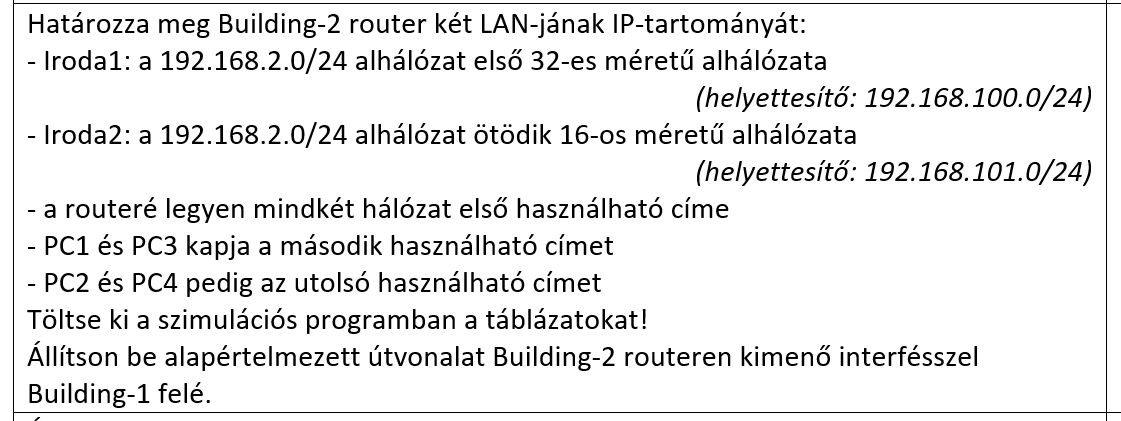 Határozza meg Building-2 router két LAN-jának IP-tartományát:
- Iroda1: a 192.168.2.0/24 alhálózat első 32-es méretű alhálózata
(helyettesítő: 192.168.100.0/24)
- Iroda2: a 192.168.2.0/24 alhálózat ötödik 16-os méretű alhálózata
(helyettesítő: 192.168.101.0/24)
- a routeré legyen mindkét hálózat első használható címe
- PC1 és PC3 kapja a második használható címet
- PC2 és PC4 pedig az utolsó használható címet
Töltse ki a szimulációs programban a táblázatokat!
Állítson be alapértelmezett útvonalat Building-2 routeren kimenő interfésszel
Building-1 felé.